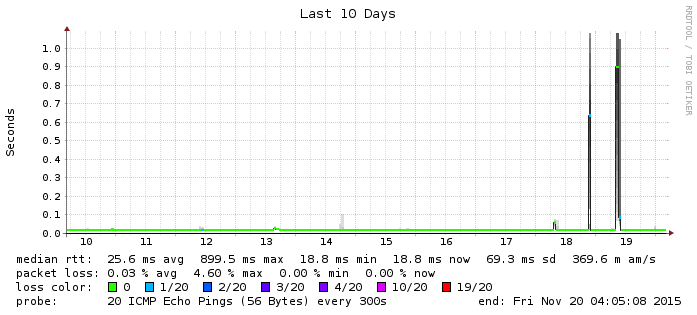 Last 10 Days
RRDTOOL / TOBI OETIKER
Seconds
1.0
0.9
0.8
0.7
0.6
0.5
0.4
0.3
0.2
0.1
0.0
10 11 12 13 14 15 16 17 18 19
median rtt: 25.6 ms avg 899.5 ms max 18.8 ms min 18.8 ms now 69.3 ms sd 369.6 m am/s
packet loss: 0.03 % avg 4.60 % max 0.00 % min 0.00 % now
loss color: 0 1/20 2/20 3/20 4/20 10/20 19/20
probe: 20 ICMP Echo Pings (56 Bytes) every 300s end: Fri Nov 20 04:05:08 2015